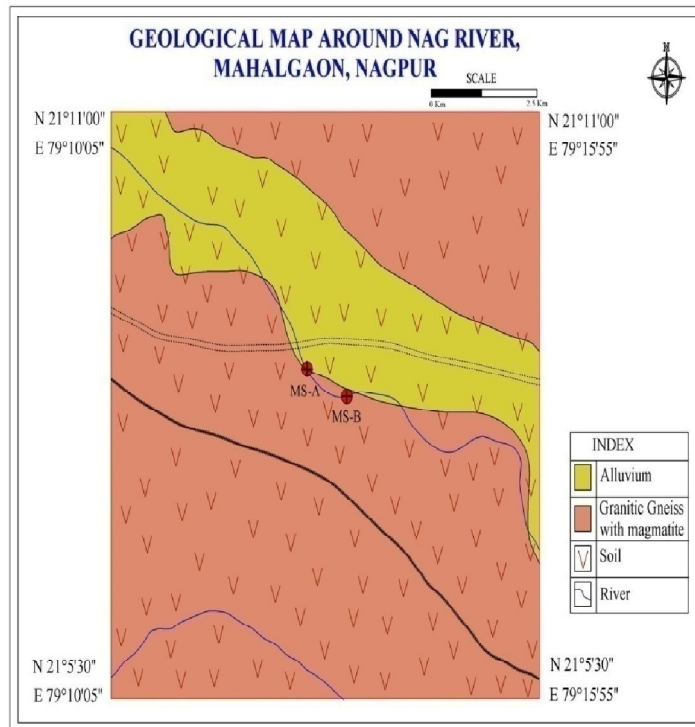 GEOLOGICAL MAP AROUND NAG RIVER,
MAHALGAON, NAGPUR
SCALE
0 Km 2.5 Km
N 21°11'00"
E 79°10'05"
N 21°11'00"
E 79°15'55"
MS-A
MS-B
INDEX
Alluvium
Granitic Gneiss
with magmatite
Soil
River
N 21°5'30"
E 79°10'05"
N 21°5'30"
E 79°15'55"